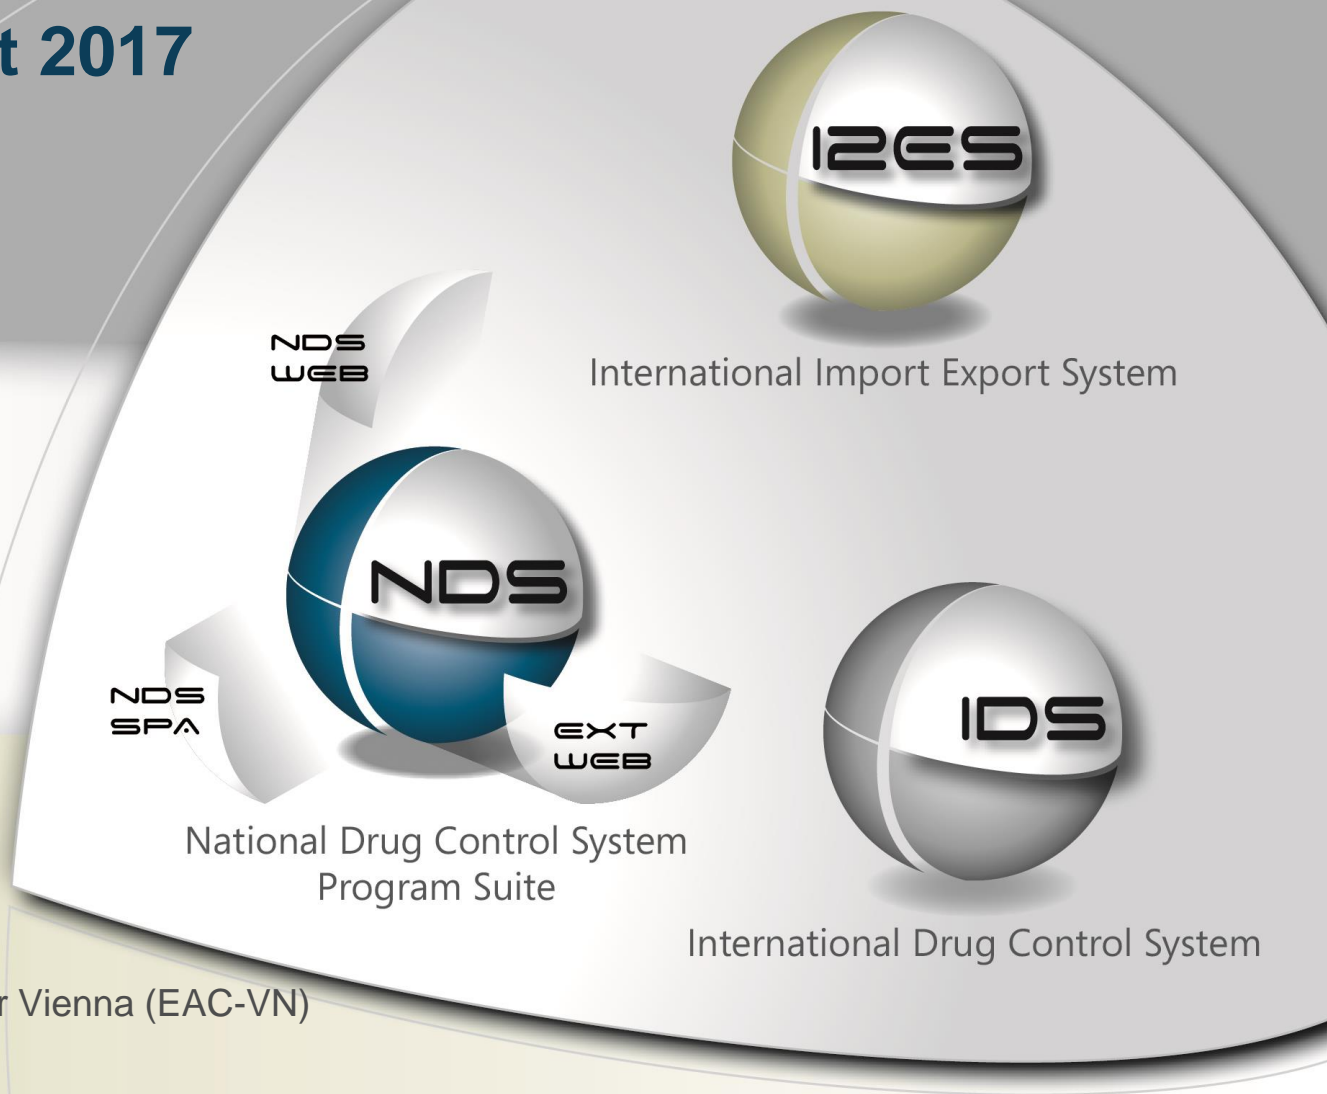 t 2017
I2ES
International Import Export System
NDS
WEB
NDS
NDS
SPA
EXT
WEB
National Drug Control System
Program Suite
IDS
International Drug Control System
r Vienna (EAC-VN)